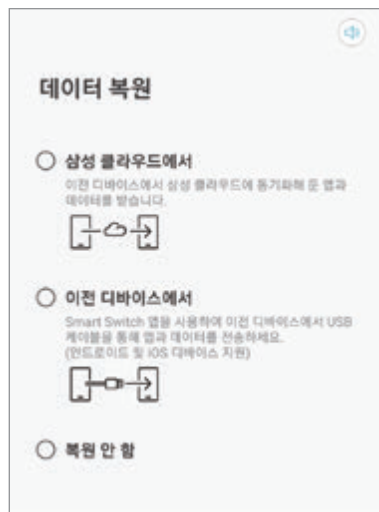 데이터 복원
삼성 클라우드에서
이전 디바이스에서 삼성 클라우드에 동기화해 둔 앱과
데이터를 받습니다.
이전 디바이스에서
Smart Switch 앱을 사용하여 이전 디바이스에서 USB
케이블을 통해 앱과 데이터를 전송하세요.
(안드로이드 및 iOS 디바이스 지원)
복원 안 함